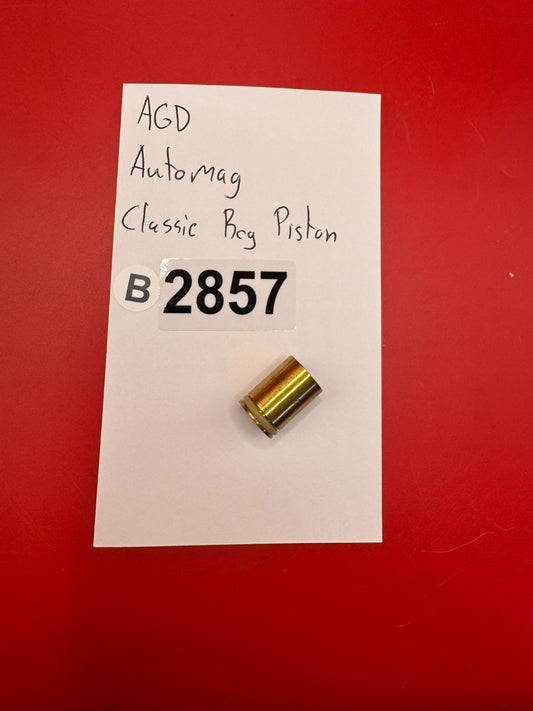 AGD
Automag
Classic Reg Piston
B 2857